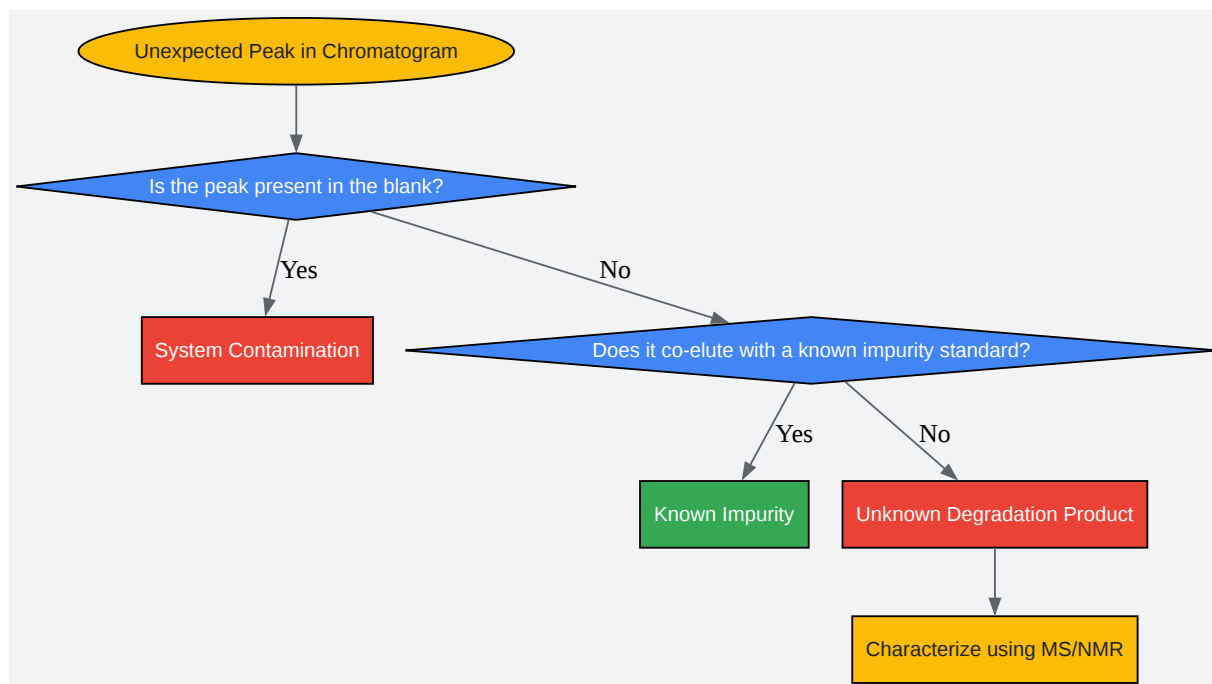 Unexpected Peak in Chromatogram
Is the peak present in the blank?
Yes
No
System Contamination
Does it co-elute with a known impurity standard?
Yes
No
Known Impurity
Unknown Degradation Product
Characterize using MS/NMR